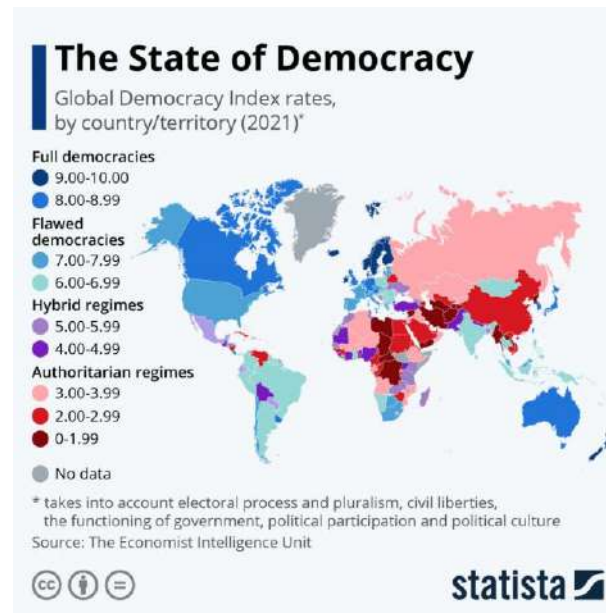 The State of Democracy
Global Democracy Index rates,
by country/territory (2021)*
Full democracies
9.00-10.00
8.00-8.99
Flawed
democracies
7.00-7.99
6.00-6.99
Hybrid regimes
5.00-5.99
4.00-4.99
Authoritarian regimes
3.00-3.99
2.00-2.99
0-1.99
No data
* takes into account electoral process and pluralism, civil liberties,
the functioning of government, political participation and political culture
Source: The Economist Intelligence Unit
cc
statista